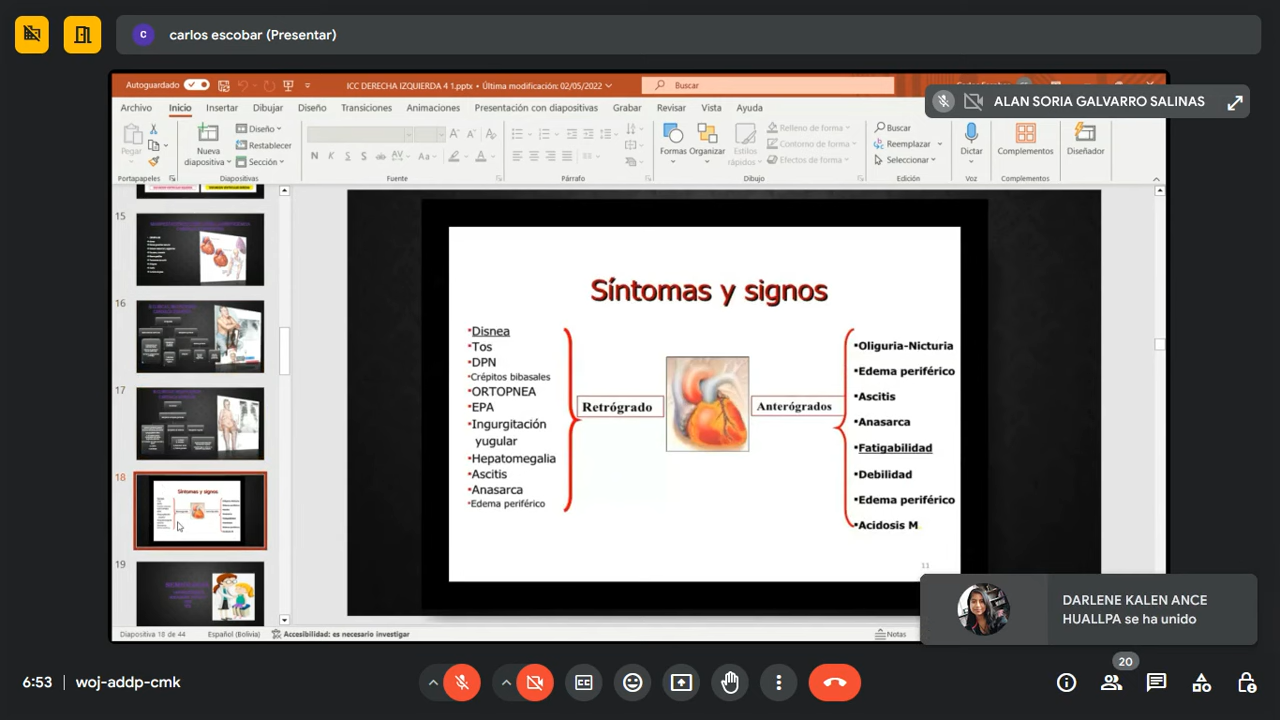 C carlos escobar (Presentar)
Autoguardado
ICC DERECHA IZQUIERDA 4 1.pptx • Última modificación: 02/05/2022
Buscar
ALAN SORIA GALVARRO SALINAS
Archivo Inicio Insertar Dibujar Diseño Transiciones Animaciones Presentación con diapositivas Grabar Revisar Vista Ayuda
Pegar
Nueva diapositiva
Diseño
Restablecer
Sección
N K S ab AV Aa A
Formas Organizar Estilos rápidos
Relleno de forma
Contorno de forma
Efectos de forma
Buscar
Reemplazar
Seleccionar
Dictar
Complementos
Diseñador
Portapapeles Diapositivas Fuente Párrafo Dibujo Edición Voz Complementos
15
16
17
18
19
Síntomas y signos
•Disnea
•Tos
•DPN
•Crépitos bibasales
•ORTOPNEA
•EPA
•Ingurgitación
yugular
•Hepatomegalia
•Ascitis
•Anasarca
•Edema periférico
Retrógrado
Anterógrados
•Oliguria-Nicturia
•Edema periférico
•Ascitis
•Anasarca
•Fatigabilidad
•Debilidad
•Edema periférico
•Acidosis M
11
DARLENE KALEN ANCE
HUALLPA se ha unido
Diapositiva 18 de 44 Español (Bolivia) Accesibilidad: es necesario investigar Notas
6:53 | woj-addp-cmk
20